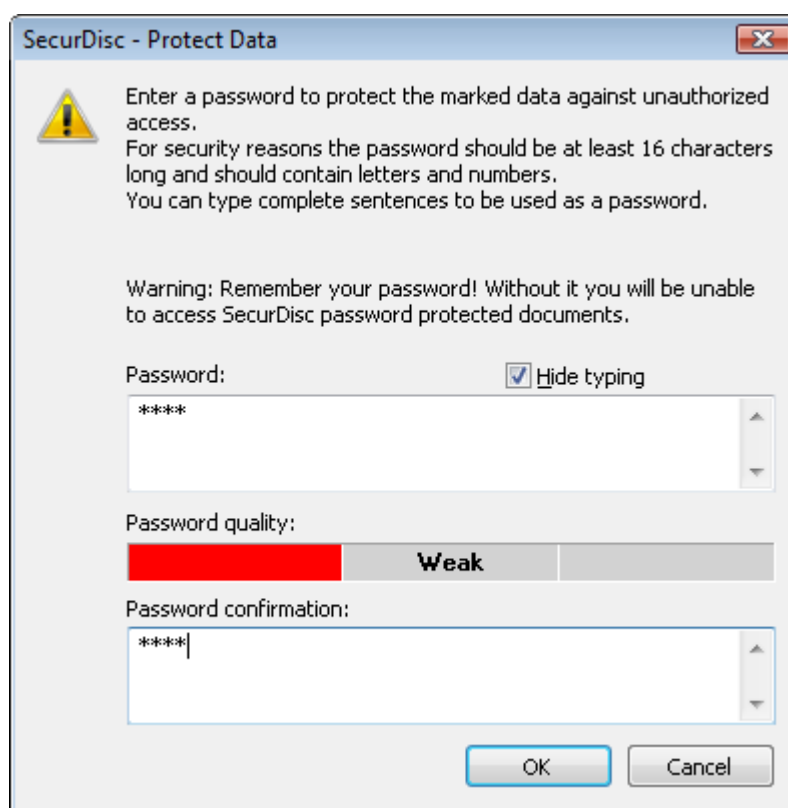 SecurDisc - Protect Data
Enter a password to protect the marked data against unauthorized
access.
For security reasons the password should be at least 16 characters
long and should contain letters and numbers.
You can type complete sentences to be used as a password.
Warning: Remember your password! Without it you will be unable
to access SecurDisc password protected documents.
Password:
Hide typing
****
Password quality:
Weak
Password confirmation:
****
OK
Cancel